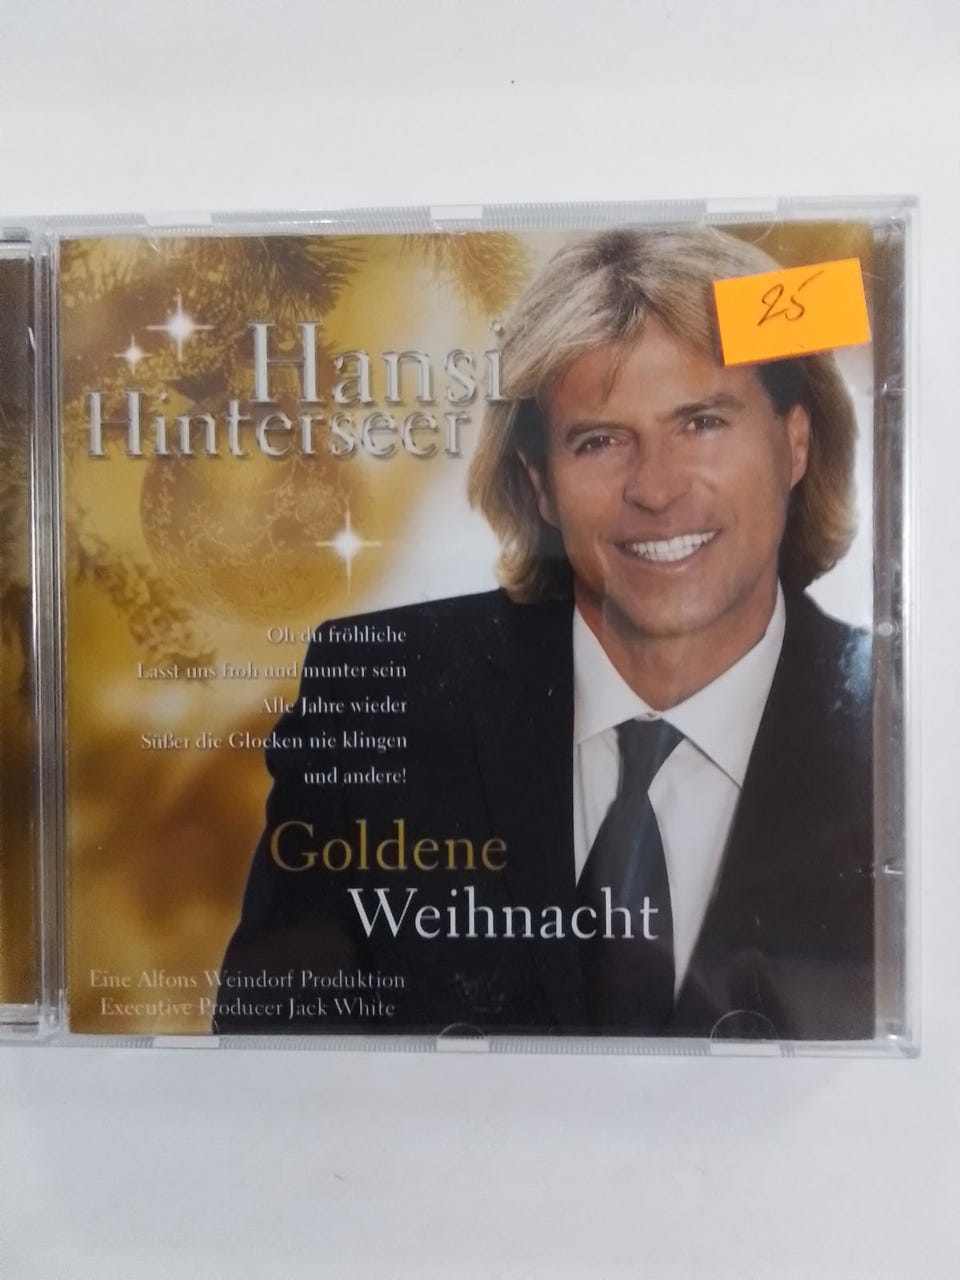 25
Hansi
Hinterseer
Oh du fröhliche
Lasst uns froh und munter sein
Alle Jahre wieder
Süßer die Glocken nie klingen
und andere!
Goldene
Weihnacht
Eine Alfons Weindorf Produktion
Executive Producer Jack White